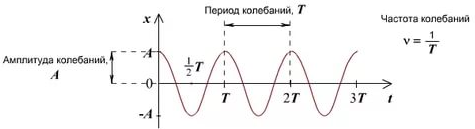 x
Период колебаний, T
Частота колебаний
ν = 1/T
Амплитуда колебаний,
A
A
1/2 T
0
T
2T
3T
t
-A